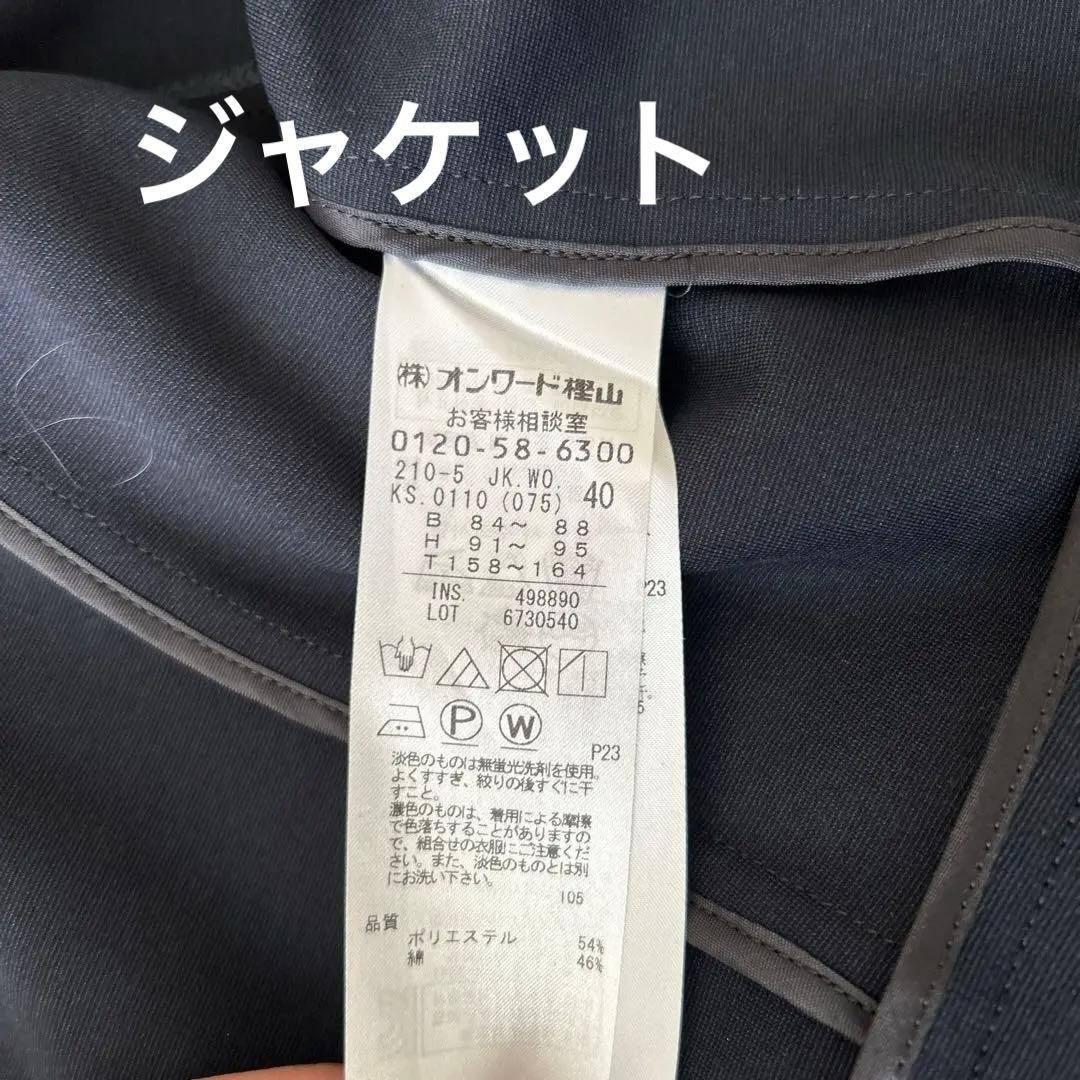 ジャケット
(株)オンワード樫山
お客様相談室
0120-58-6300
210-5 JK.WO.
KS.0110(075) 40
B 84～ 88
H 91～ 95
T158～164
INS. 498890
LOT 6730540
P23
P
W
P23
淡色のものは無蛍光洗剤を使用。
よくすすぎ、絞りの後すぐに干
すこと。
濃色のものは、着用による摩擦
で色落ちすることがありますの
で、組合せの衣服にご注意くだ
さい。また、淡色のものとは別
にお洗い下さい。
105
品質
ポリエステル 54%
綿 46%